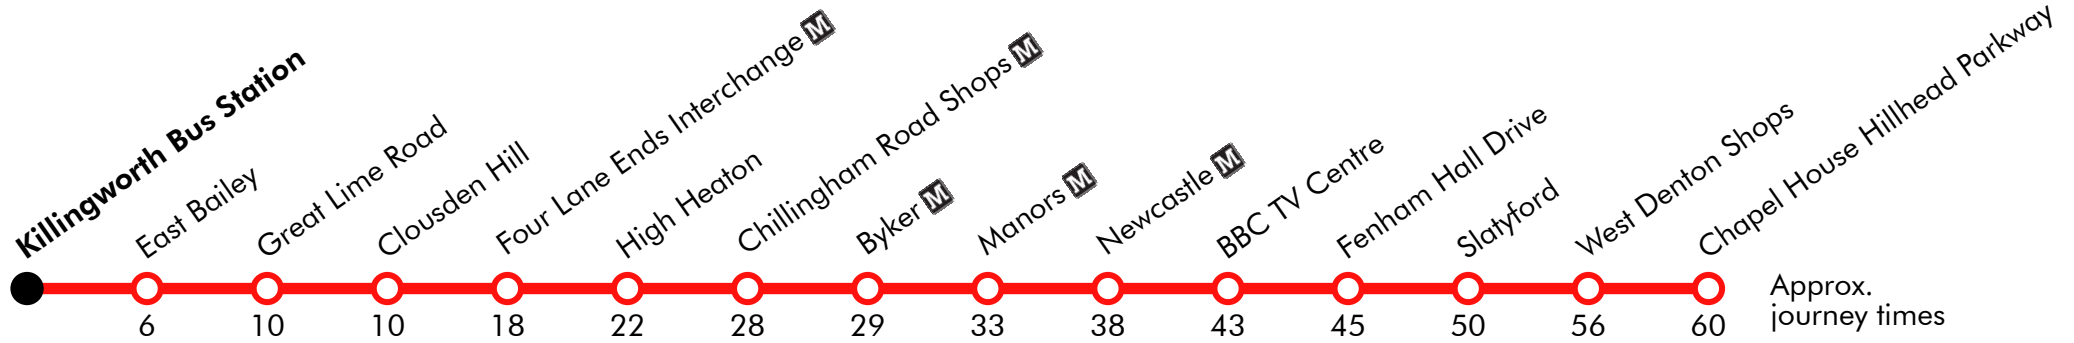 Killingworth Bus Station
East Bailey
Great Lime Road
Clousden Hill
Four Lane Ends Interchange M
High Heaton
Chillingham Road Shops M
Byker M
Manors M
Newcastle M
BBC TV Centre
Fenham Hall Drive
Slatyford
West Denton Shops
Chapel House Hillhead Parkway
6 10 10 18 22 28 29 33 38 43 45 50 56 60
Approx.
journey times